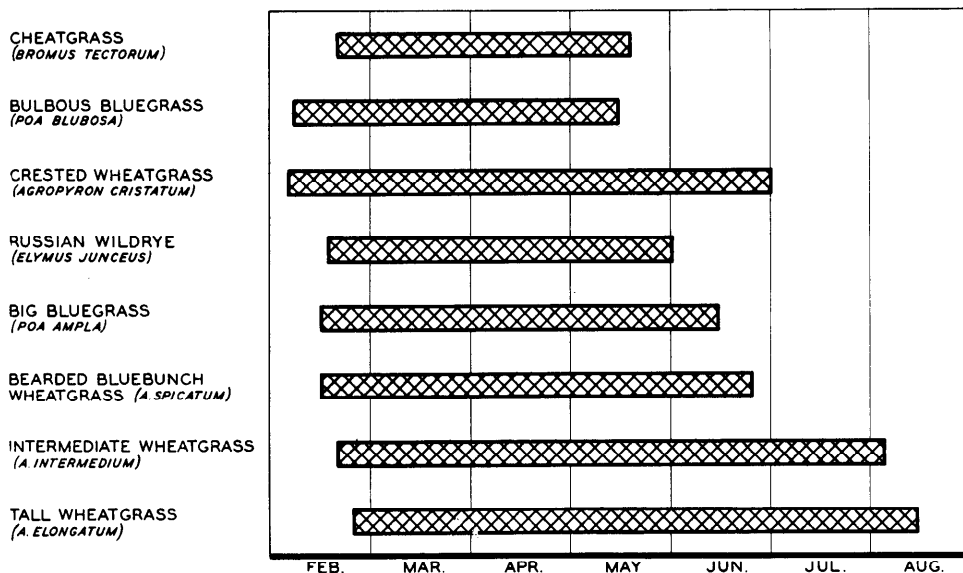 CHEATGRASS
(BROMUS TECTORUM)
BULBOUS BLUEGRASS
(POA BLUBOSA)
CRESTED WHEATGRASS
(AGROPYRON CRISTATUM)
RUSSIAN WILDRYE
(ELYMUS JUNCEUS)
BIG BLUEGRASS
(POA AMPLA)
BEARDED BLUEBUNCH
WHEATGRASS (A. SPICATUM)
INTERMEDIATE WHEATGRASS
(A. INTERMEDIUM)
TALL WHEATGRASS
(A. ELONGATUM)
FEB. MAR. APR. MAY JUN. JUL. AUG.